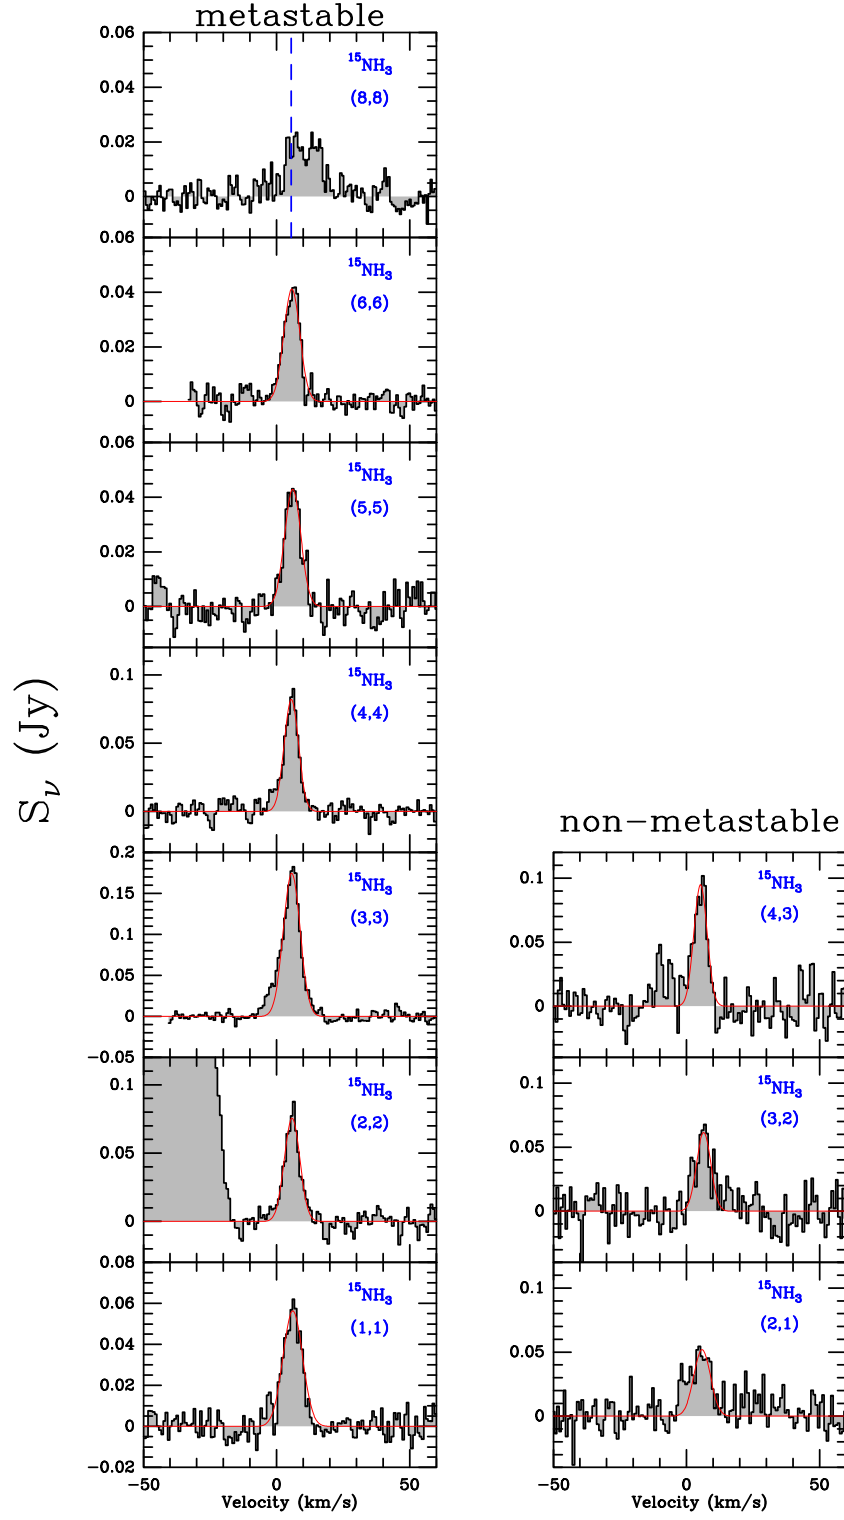 metastable
0.06
0.04
0.02
0
¹⁵NH₃
(8,8)
0.06
0.04
0.02
0
¹⁵NH₃
(6,6)
0.06
0.04
0.02
0
¹⁵NH₃
(5,5)
0.1
0.05
0
¹⁵NH₃
(4,4)
0.2
0.15
0.1
0.05
0
−0.05
¹⁵NH₃
(3,3)
0.1
0.05
0
¹⁵NH₃
(2,2)
0.08
0.06
0.04
0.02
0
−0.02
¹⁵NH₃
(1,1)
−50 0 50
Velocity (km/s)
S_ν (Jy)
non−metastable
0.1
0.05
0
¹⁵NH₃
(4,3)
0.1
0.05
0
¹⁵NH₃
(3,2)
0.1
0.05
0
¹⁵NH₃
(2,1)
−50 0 50
Velocity (km/s)